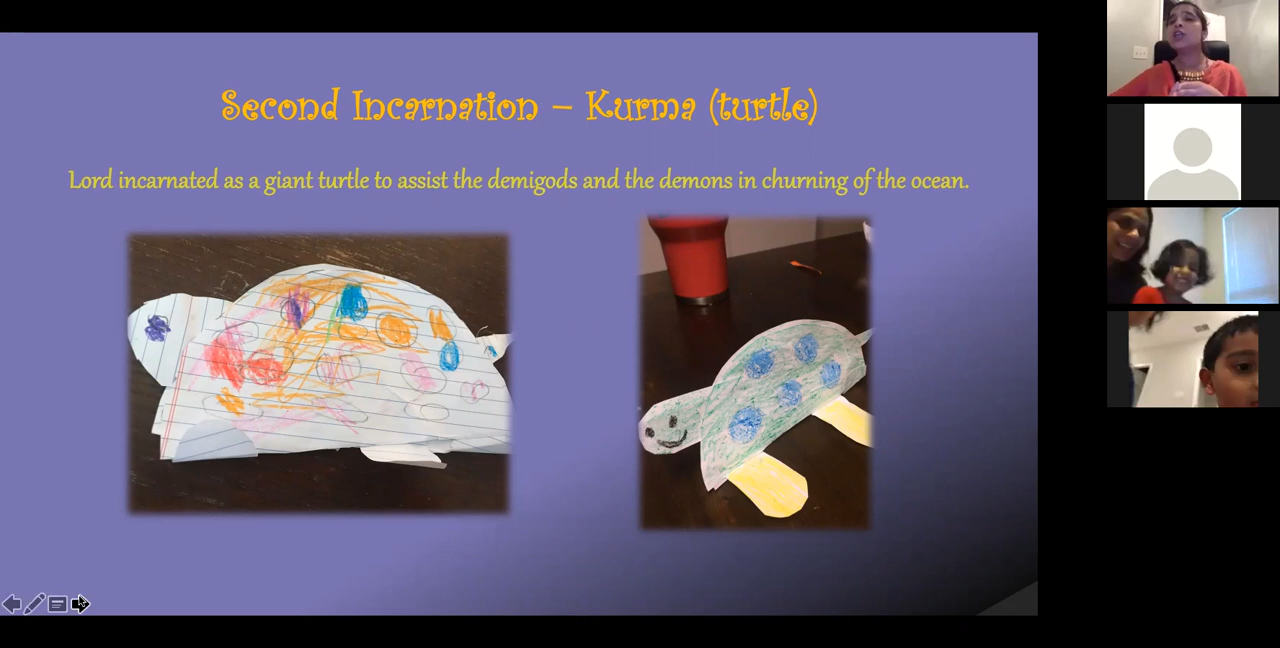 Second Incarnation – Kurma (turtle)
Lord incarnated as a giant turtle to assist the demigods and the demons in churning of the ocean.